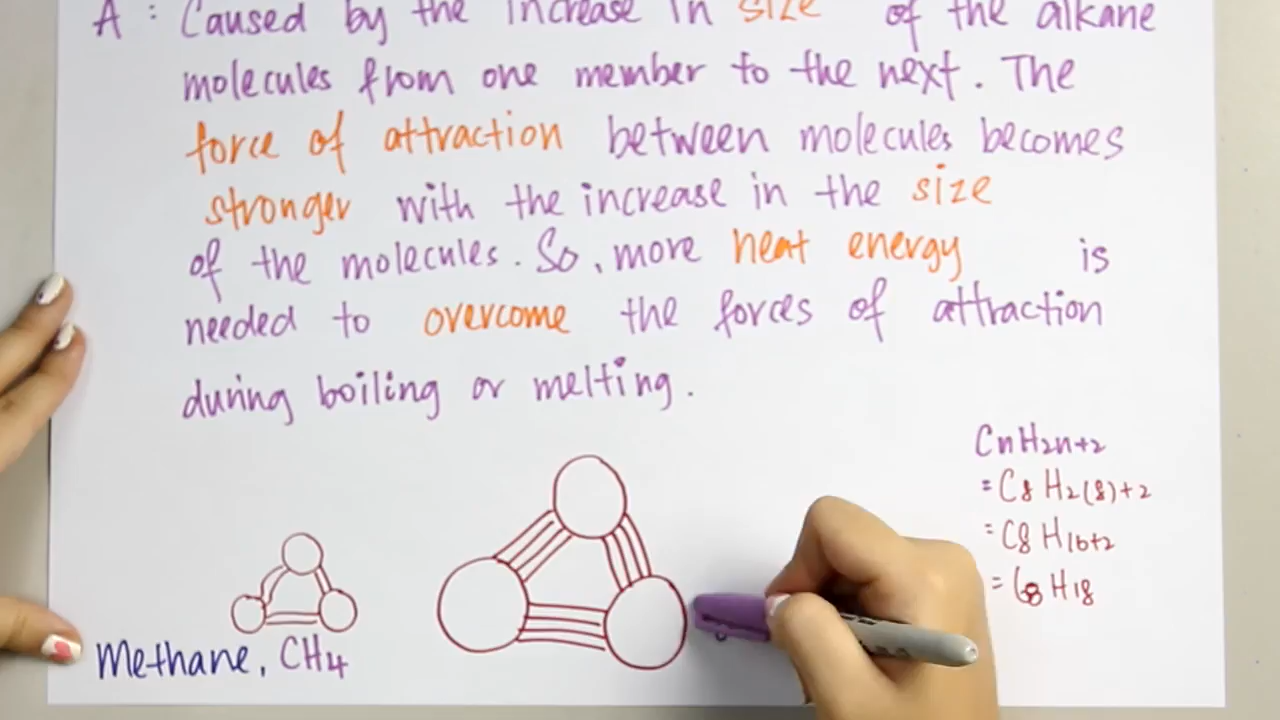 A : Caused by the increase in size of the alkane
molecules from one member to the next. The
force of attraction between molecules becomes
stronger with the increase in the size
of the molecules. So, more heat energy is
needed to overcome the forces of attraction
during boiling or melting.
CnH2n+2
= C8 H2(8)+2
= C8 H16+2
= C8 H18
Methane, CH4